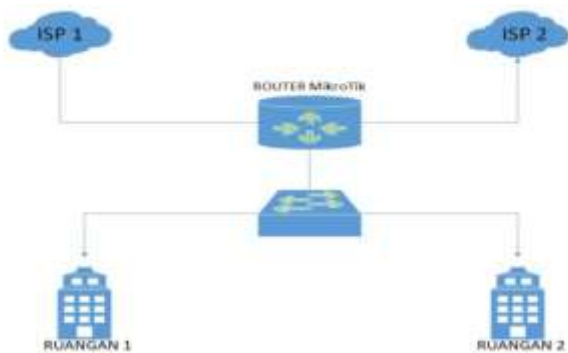 ISP 1
ISP 2
ROUTER MikroTik
RUANGAN 1
RUANGAN 2